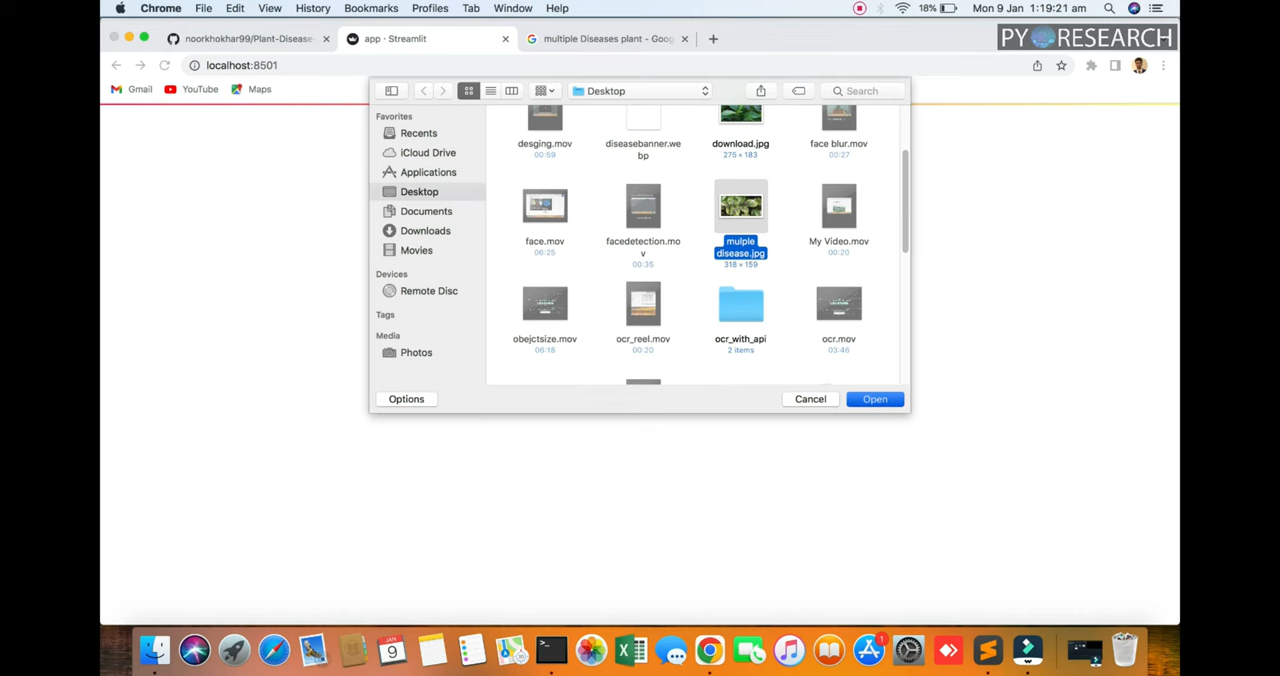 Chrome File Edit View History Bookmarks Profiles Tab Window Help 18% Mon 9 Jan 1:19:21 am
noorkhokhar99/Plant-Disease- app · Streamlit multiple Diseases plant - Goog
PY RESEARCH
localhost:8501
Gmail YouTube Maps
Desktop Search
Favorites
Recents
iCloud Drive
Applications
Desktop
Documents
Downloads
Movies
Devices
Remote Disc
Tags
Media
Photos
desging.mov
00:59
diseasebanner.we
bp
download.jpg
275 × 183
face blur.mov
00:27
face.mov
06:25
facedetection.mo
v
00:35
mulple
disease.jpg
318 × 159
My Video.mov
00:20
obejctsize.mov
06:18
ocr_reel.mov
00:20
ocr_with_api
2 items
ocr.mov
03:46
Options Cancel Open
JAN
9
1